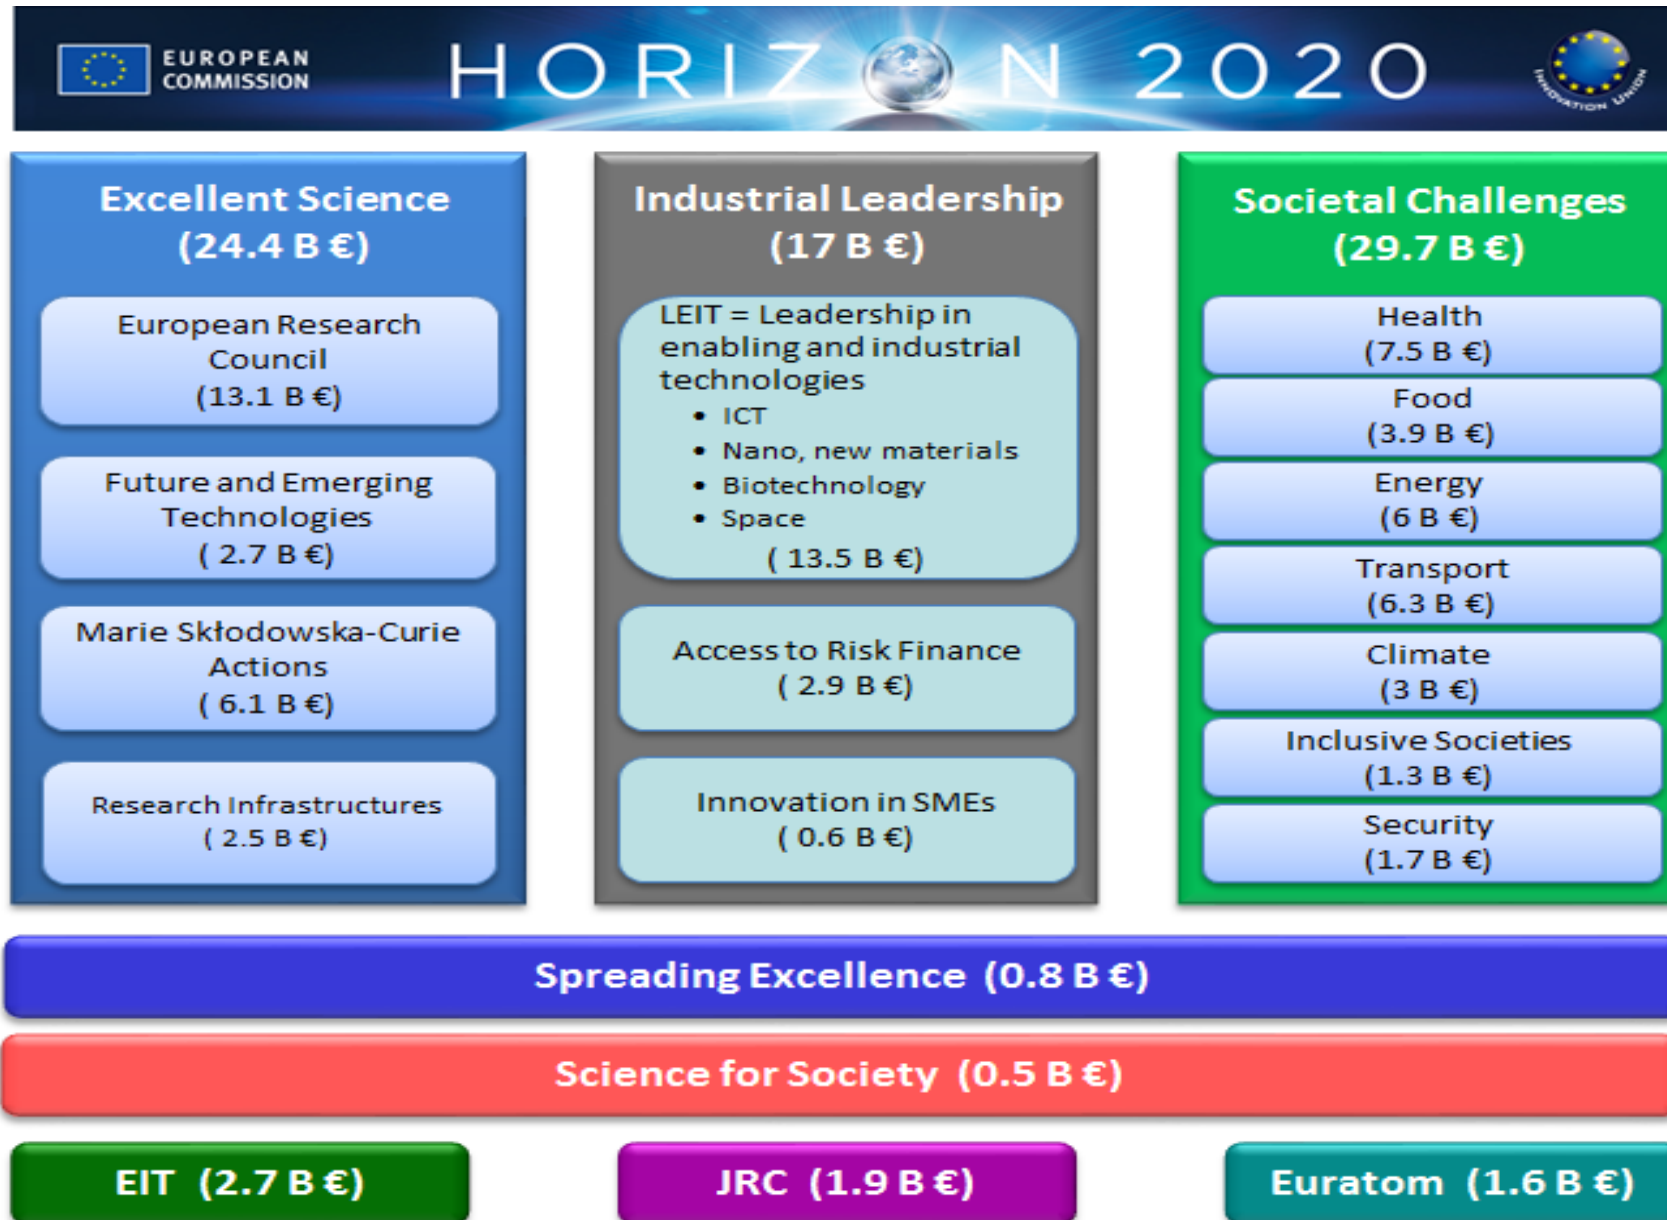 EUROPEAN
COMMISSION
HORIZON 2020
INNOVATION UNION
Excellent Science
(24.4 B €)
European Research
Council
(13.1 B €)
Future and Emerging
Technologies
( 2.7 B €)
Marie Skłodowska-Curie
Actions
( 6.1 B €)
Research Infrastructures
( 2.5 B €)
Industrial Leadership
(17 B €)
LEIT = Leadership in
enabling and industrial
technologies
• ICT
• Nano, new materials
• Biotechnology
• Space
( 13.5 B €)
Access to Risk Finance
( 2.9 B €)
Innovation in SMEs
( 0.6 B €)
Societal Challenges
(29.7 B €)
Health
(7.5 B €)
Food
(3.9 B €)
Energy
(6 B €)
Transport
(6.3 B €)
Climate
(3 B €)
Inclusive Societies
(1.3 B €)
Security
(1.7 B €)
Spreading Excellence (0.8 B €)
Science for Society (0.5 B €)
EIT (2.7 B €)
JRC (1.9 B €)
Euratom (1.6 B €)